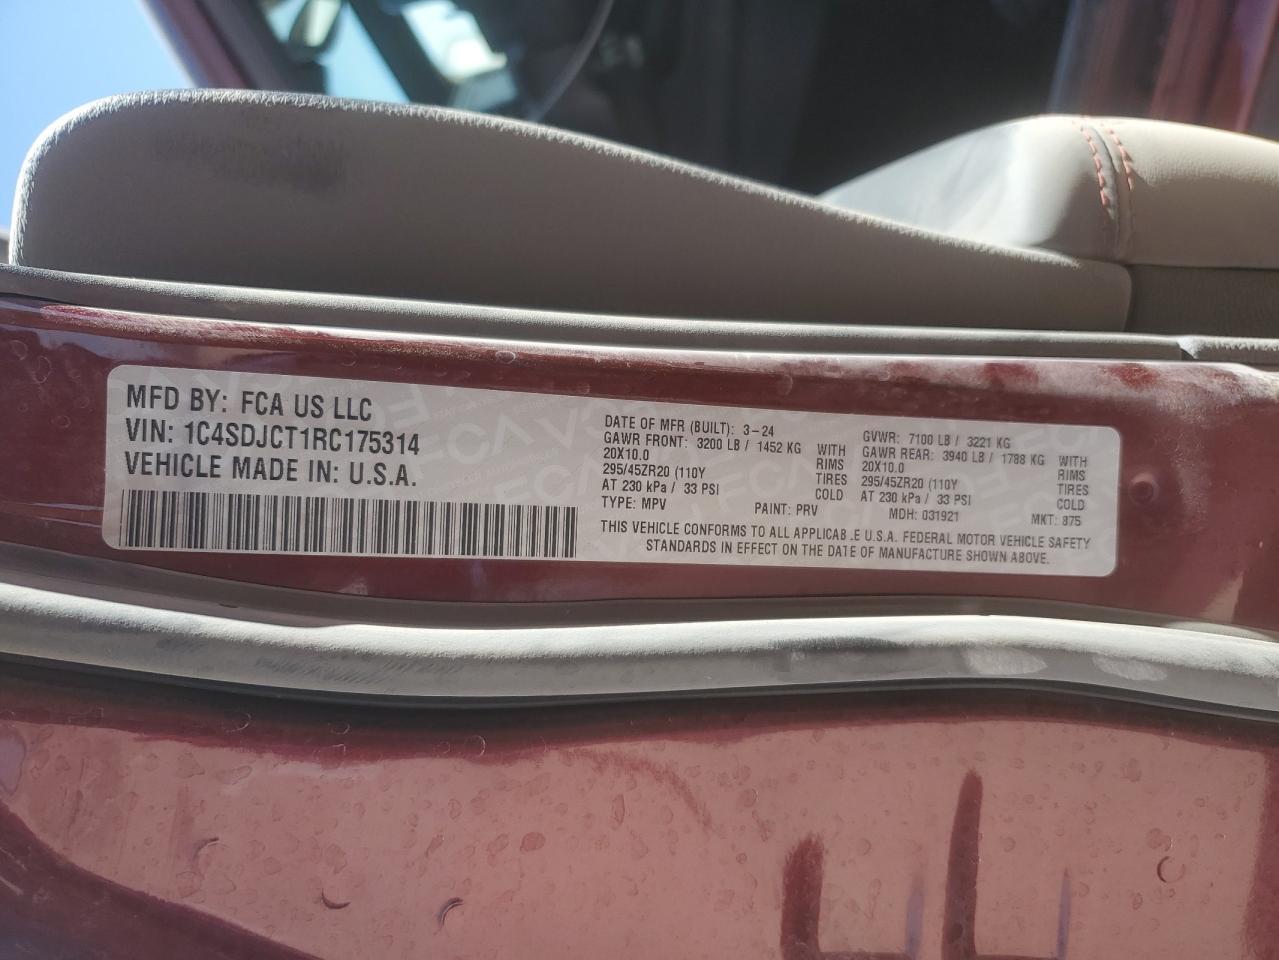 MFD BY: FCA US LLC
VIN: 1C4SDJCT1RC175314
VEHICLE MADE IN: U.S.A.
DATE OF MFR (BUILT): 3-24
GAWR FRONT: 3200 LB / 1452 KG WITH
20X10.0 RIMS
295/45ZR20 (110Y TIRES
AT 230 kPa / 33 PSI COLD
TYPE: MPV PAINT: PRV
GVWR: 7100 LB / 3221 KG
GAWR REAR: 3940 LB / 1788 KG WITH
20X10.0 RIMS
295/45ZR20 (110Y TIRES
AT 230 kPa / 33 PSI COLD
MDH: 031921 MKT: 875
THIS VEHICLE CONFORMS TO ALL APPLICAB.E U.S.A. FEDERAL MOTOR VEHICLE SAFETY
STANDARDS IN EFFECT ON THE DATE OF MANUFACTURE SHOWN ABOVE.